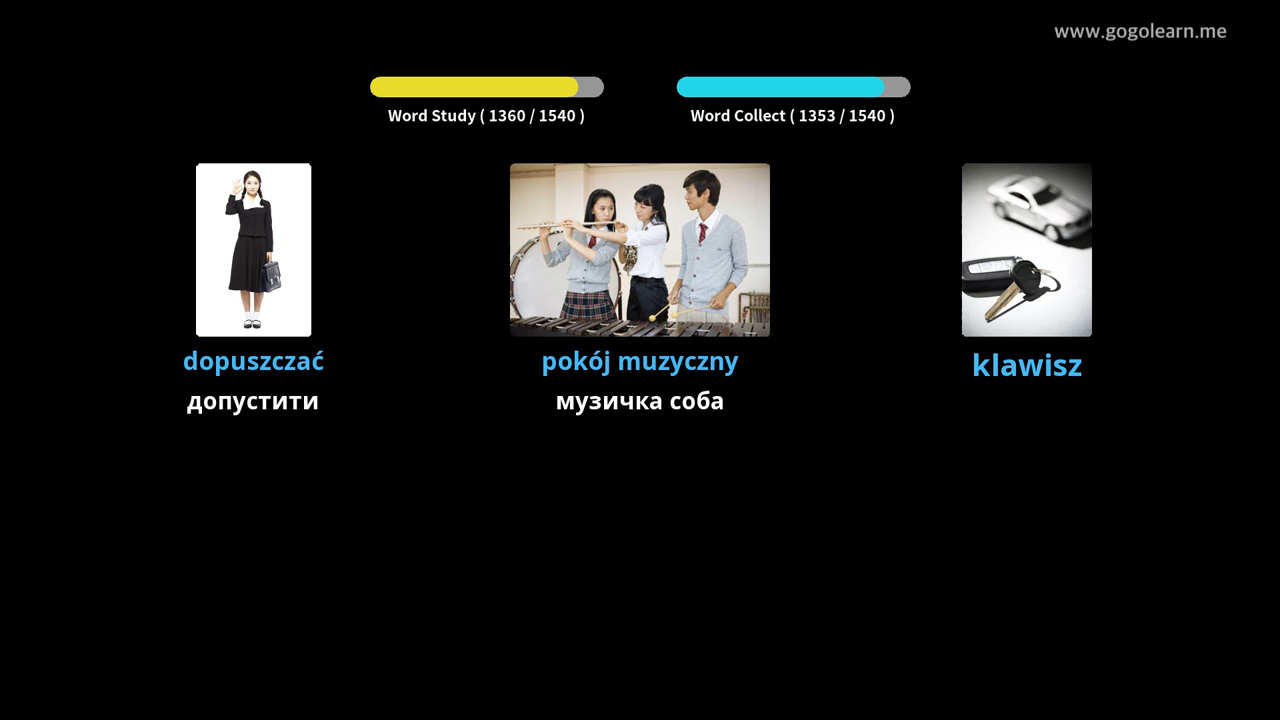 www.gogolearn.me
Word Study ( 1360 / 1540 )
Word Collect ( 1353 / 1540 )
dopuszczać
допустити
pokój muzyczny
музичка соба
klawisz